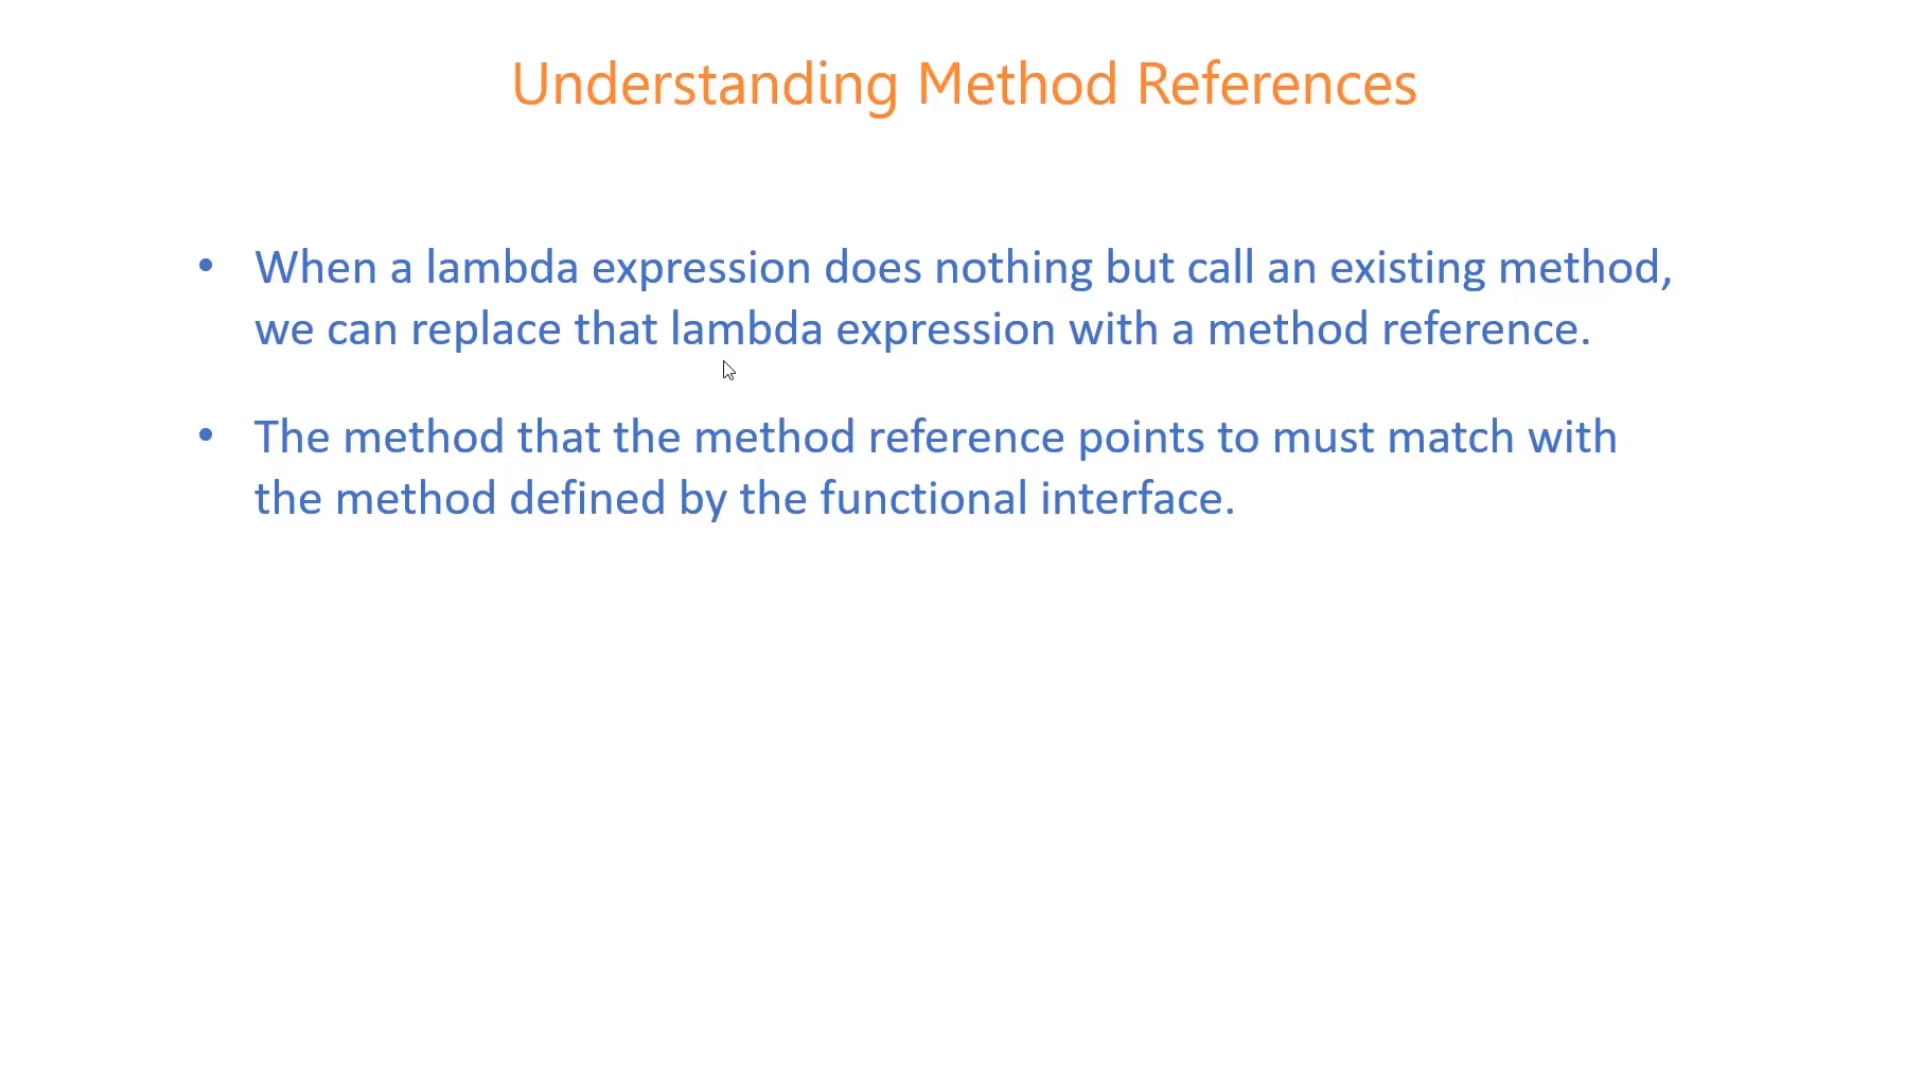 Understanding Method References
• When a lambda expression does nothing but call an existing method,
we can replace that lambda expression with a method reference.
• The method that the method reference points to must match with
the method defined by the functional interface.